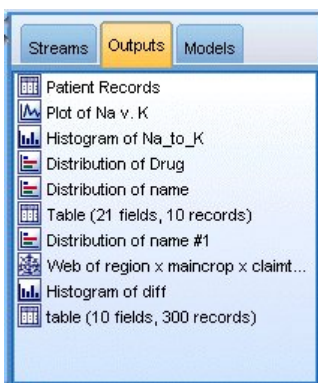 Streams Outputs Models
Patient Records
Plot of Na v. K
Histogram of Na_to_K
Distribution of Drug
Distribution of name
Table (21 fields, 10 records)
Distribution of name #1
Web of region x maincrop x claimt...
Histogram of diff
table (10 fields, 300 records)